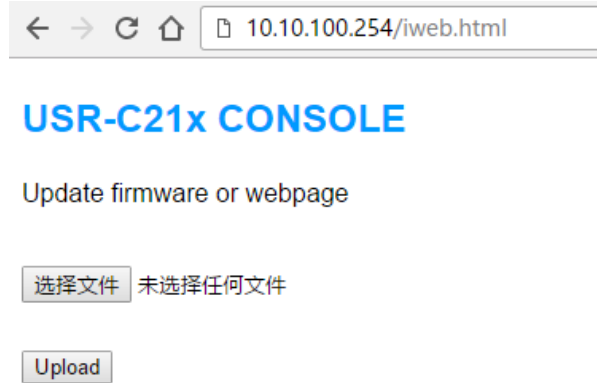 10.10.100.254/iweb.html
USR-C21x CONSOLE
Update firmware or webpage
选择文件 未选择任何文件
Upload